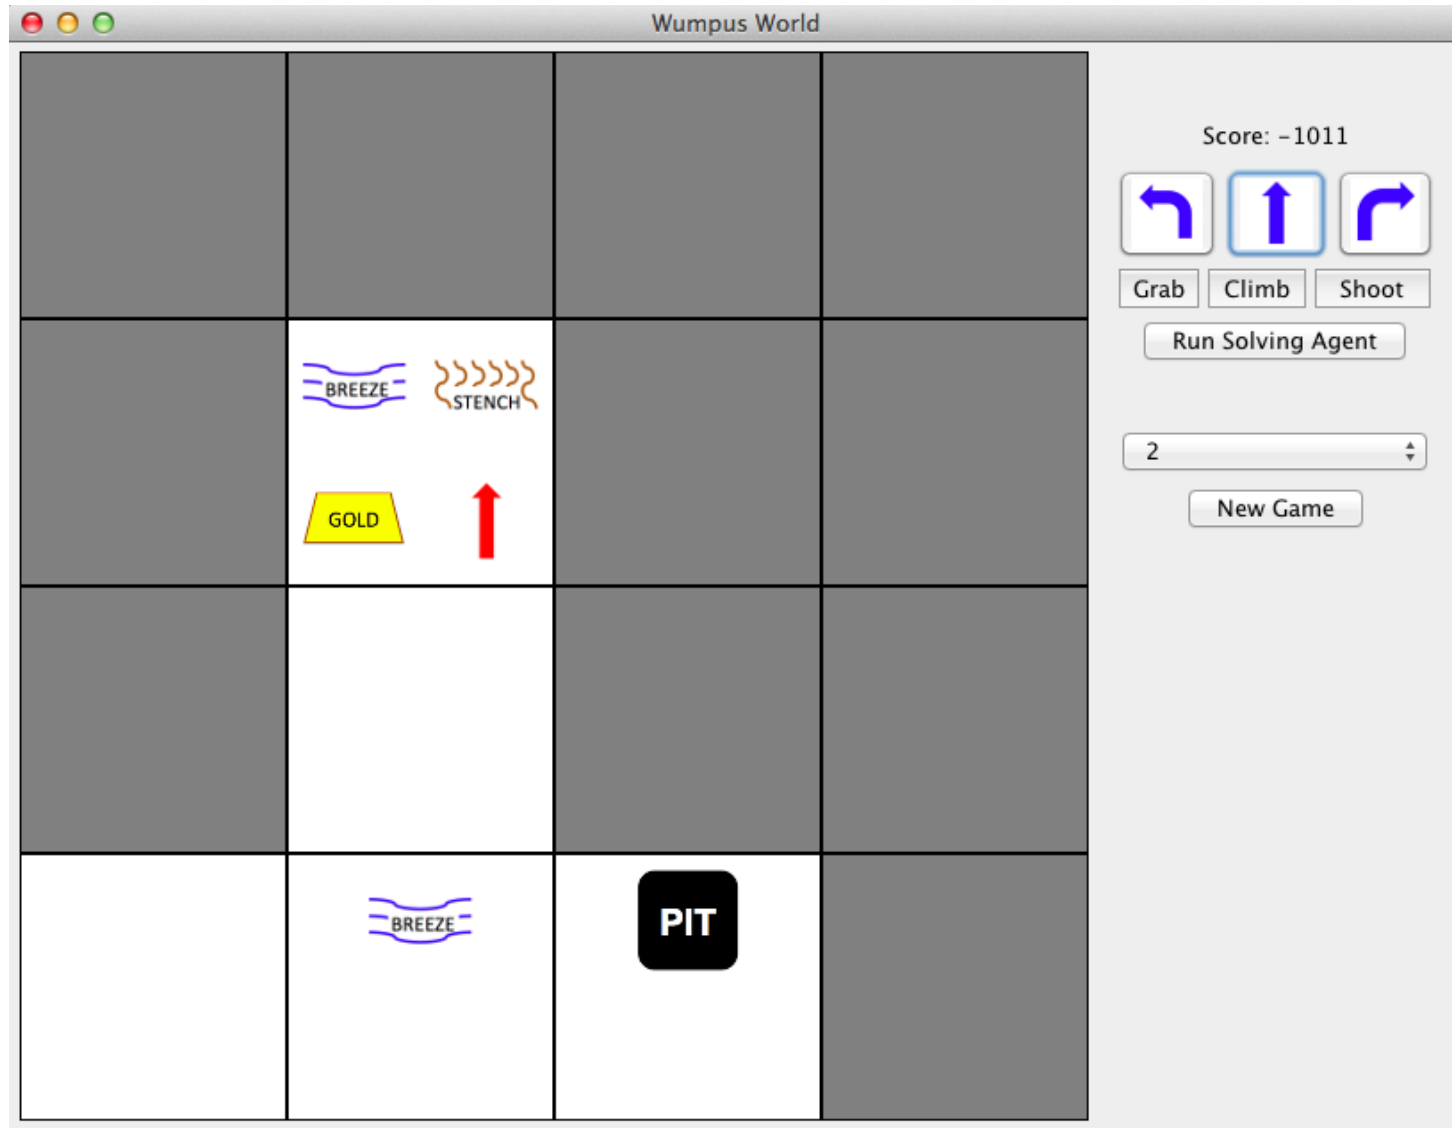 Wumpus World
Score: -1011
Grab Climb Shoot
Run Solving Agent
2
New Game
BREEZE STENCH
GOLD
BREEZE
PIT